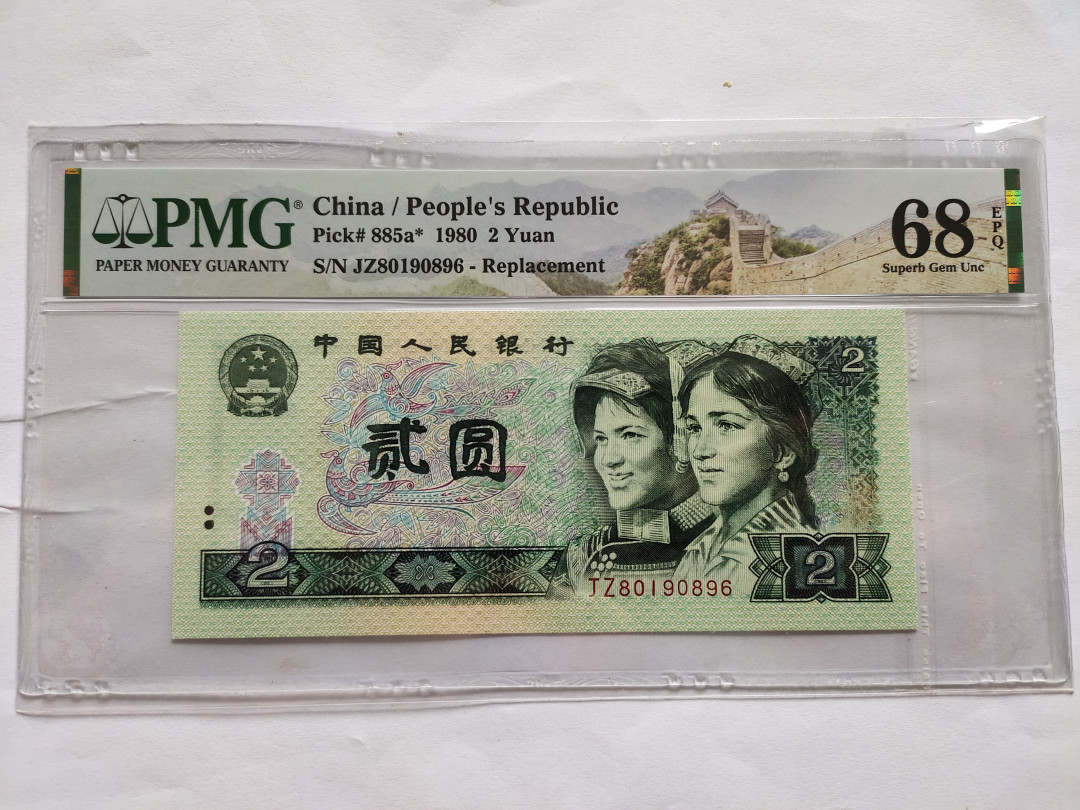 PMG®
PAPER MONEY GUARANTY
China / People's Republic
Pick# 885a* 1980 2 Yuan
S/N JZ80190896 - Replacement
68
EPQ
Superb Gem Unc
中国人民银行
2
贰圆
2
JZ80190896
2